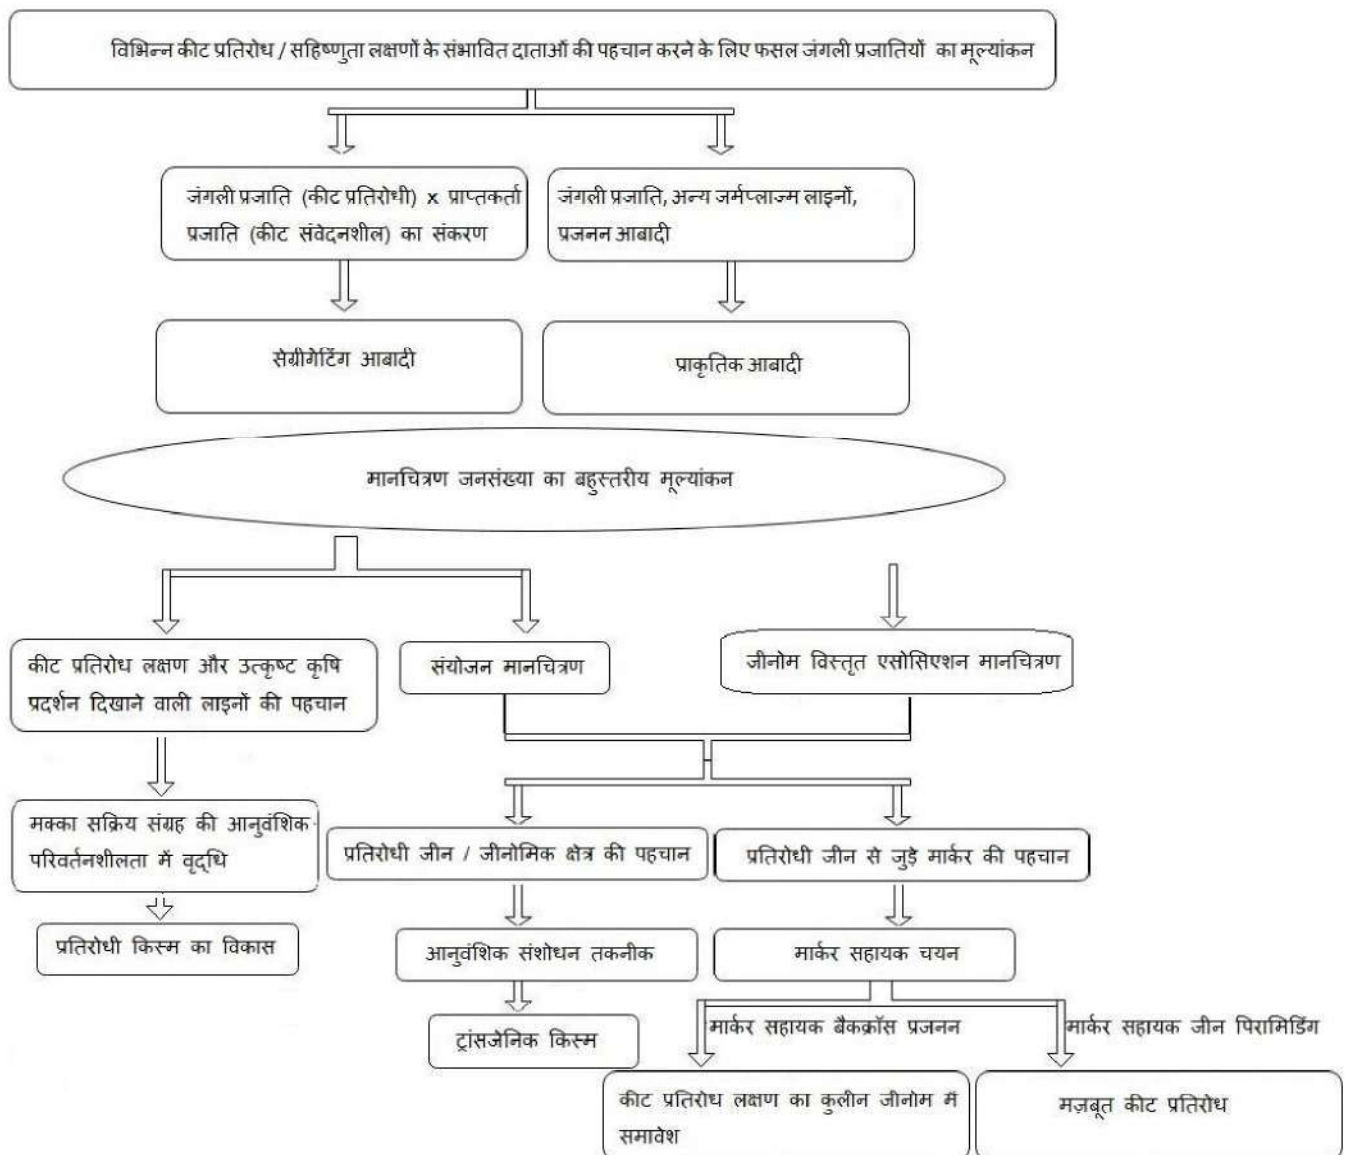 विभिन्न कीट प्रतिरोध / सहिष्णुता लक्षणों के संभावित दाताओं की पहचान करने के लिए फसल जंगली प्रजातियों का मूल्यांकन
जंगली प्रजाति (कीट प्रतिरोधी) x प्राप्तकर्ता
प्रजाति (कीट संवेदनशील) का संकरण
जंगली प्रजाति, अन्य जर्मप्लाज्म लाइनों,
प्रजनन आबादी
सेग्रीगेटिंग आबादी
प्राकृतिक आबादी
मानचित्रण जनसंख्या का बहुस्तरीय मूल्यांकन
कीट प्रतिरोध लक्षण और उत्कृष्ट कृषि
प्रदर्शन दिखाने वाली लाइनों की पहचान
संयोजन मानचित्रण
जीनोम विस्तृत एसोसिएशन मानचित्रण
मक्का सक्रिय संग्रह की आनुवंशिक
परिवर्तनशीलता में वृद्धि
प्रतिरोधी जीन / जीनोमिक क्षेत्र की पहचान
प्रतिरोधी जीन से जुड़े मार्कर की पहचान
प्रतिरोधी किस्म का विकास
आनुवंशिक संशोधन तकनीक
मार्कर सहायक चयन
ट्रांसजेनिक किस्म
मार्कर सहायक बैकक्रॉस प्रजनन
मार्कर सहायक जीन पिरामिडिंग
कीट प्रतिरोध लक्षण का कुलीन जीनोम में
समावेश
मज़बूत कीट प्रतिरोध